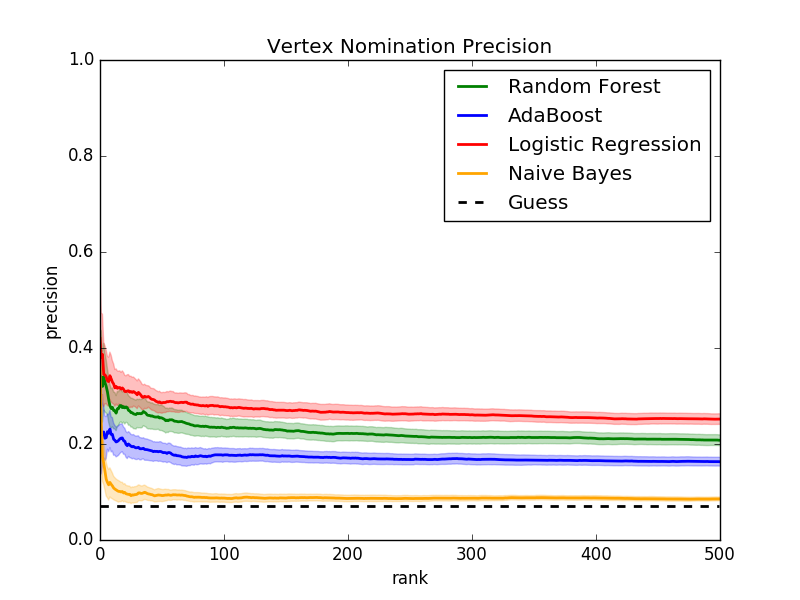 Vertex Nomination Precision
1.0
0.8
0.6
0.4
0.2
0.0
precision
Random Forest
AdaBoost
Logistic Regression
Naive Bayes
Guess
0 100 200 300 400 500
rank